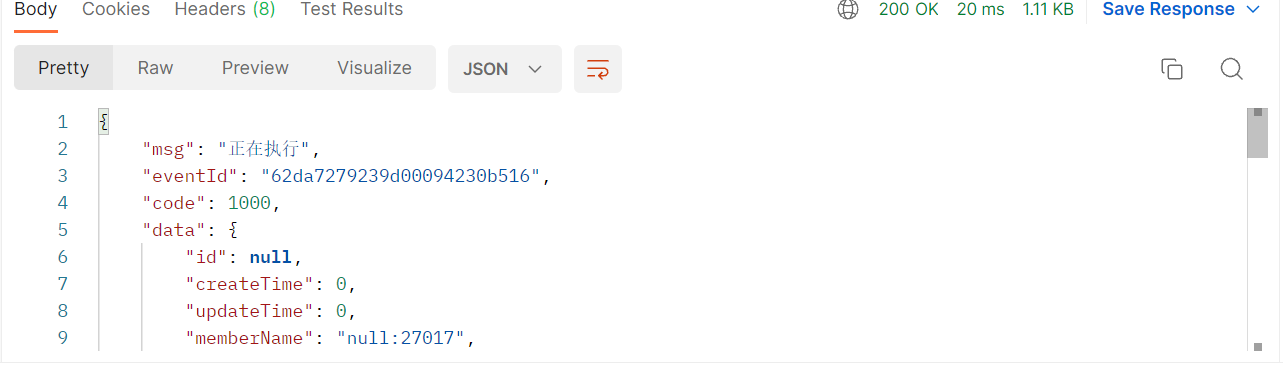 Body Cookies Headers (8) Test Results 200 OK 20 ms 1.11 KB Save Response
Pretty Raw Preview Visualize JSON
1 {
2 "msg": "正在执行",
3 "eventId": "62da7279239d00094230b516",
4 "code": 1000,
5 "data": {
6 "id": null,
7 "createTime": 0,
8 "updateTime": 0,
9 "memberName": "null:27017",